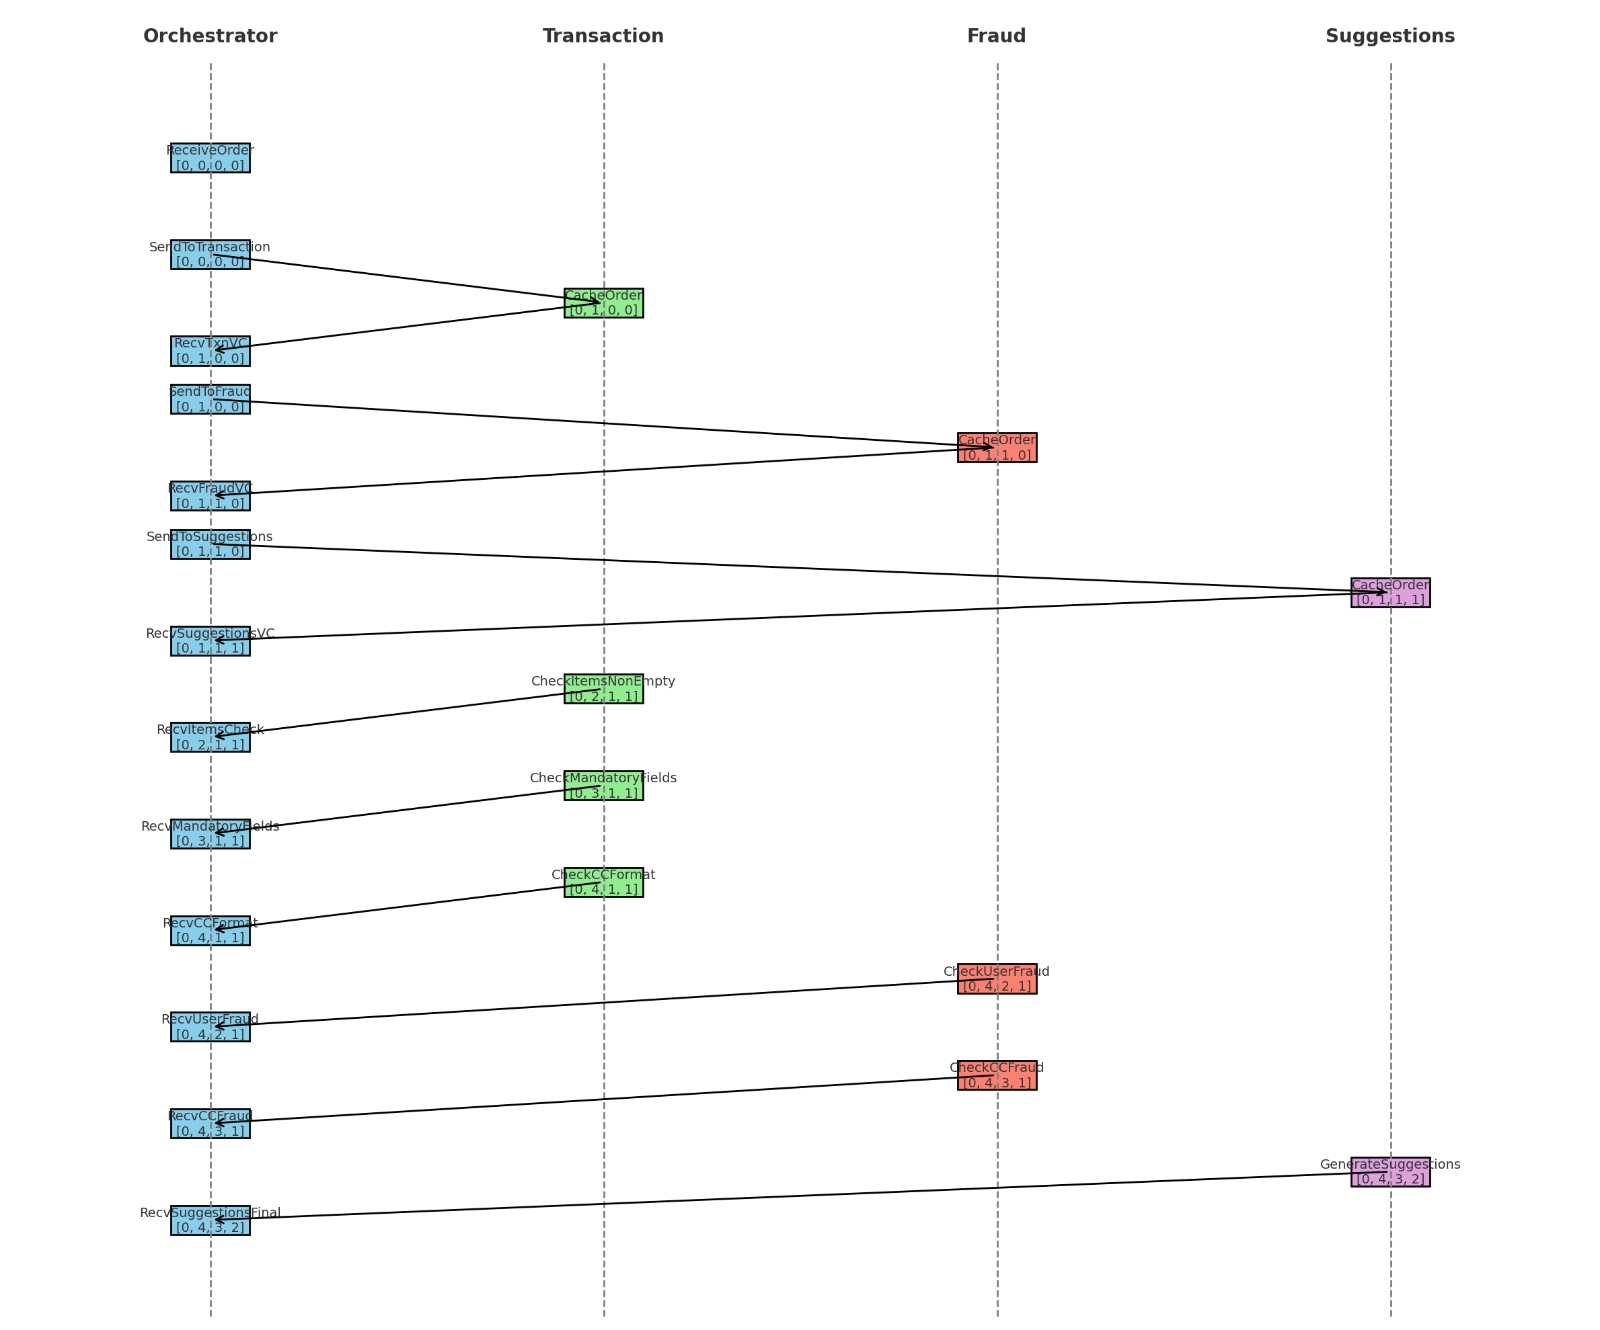 Orchestrator Transaction Fraud Suggestions
ReceiveOrder
[0, 0, 0, 0]
SendToTransaction
[0, 0, 0, 0]
CacheOrder
[0, 1, 0, 0]
RecvTxnVC
[0, 1, 0, 0]
SendToFraud
[0, 1, 0, 0]
CacheOrder
[0, 1, 1, 0]
RecvFraudVC
[0, 1, 1, 0]
SendToSuggestions
[0, 1, 1, 0]
CacheOrder
[0, 1, 1, 1]
RecvSuggestionsVC
[0, 1, 1, 1]
CheckItemsNonEmpty
[0, 2, 1, 1]
RecvItemsCheck
[0, 2, 1, 1]
CheckMandatoryFields
[0, 3, 1, 1]
RecvMandatoryFields
[0, 3, 1, 1]
CheckCCFormat
[0, 4, 1, 1]
RecvCCFormat
[0, 4, 1, 1]
CheckUserFraud
[0, 4, 2, 1]
RecvUserFraud
[0, 4, 2, 1]
CheckCCFraud
[0, 4, 3, 1]
RecvCCFraud
[0, 4, 3, 1]
GenerateSuggestions
[0, 4, 3, 2]
RecvSuggestionsFinal
[0, 4, 3, 2]